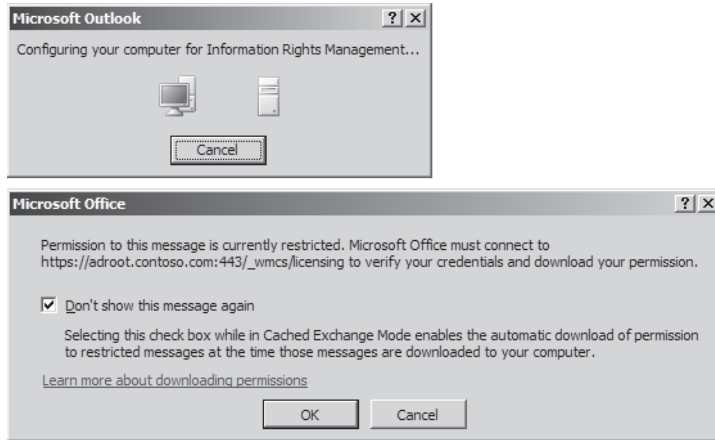 Microsoft Outlook
Configuring your computer for Information Rights Management...
Cancel
Microsoft Office
Permission to this message is currently restricted. Microsoft Office must connect to
https://adroot.contoso.com:443/_wmcs/licensing to verify your credentials and download your permission.
Don't show this message again
Selecting this check box while in Cached Exchange Mode enables the automatic download of permission
to restricted messages at the time those messages are downloaded to your computer.
Learn more about downloading permissions
OK Cancel